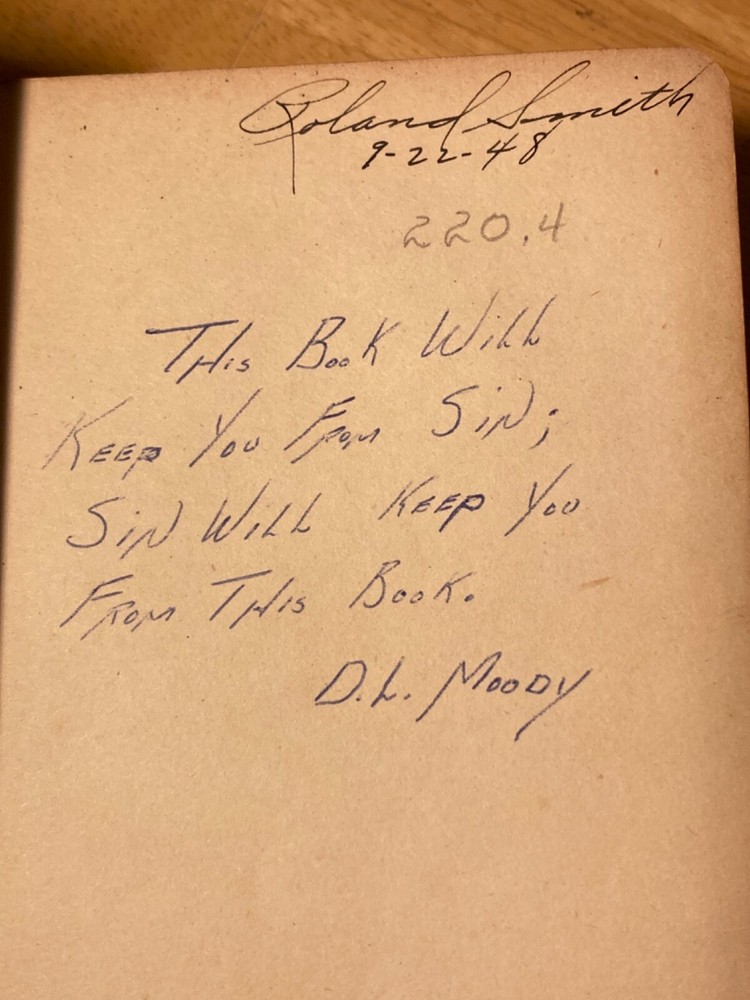 Roland Smith
9-22-48
220.4
This Book Will
Keep You From Sin;
Sin Will Keep You
From This Book.
D.L. Moody